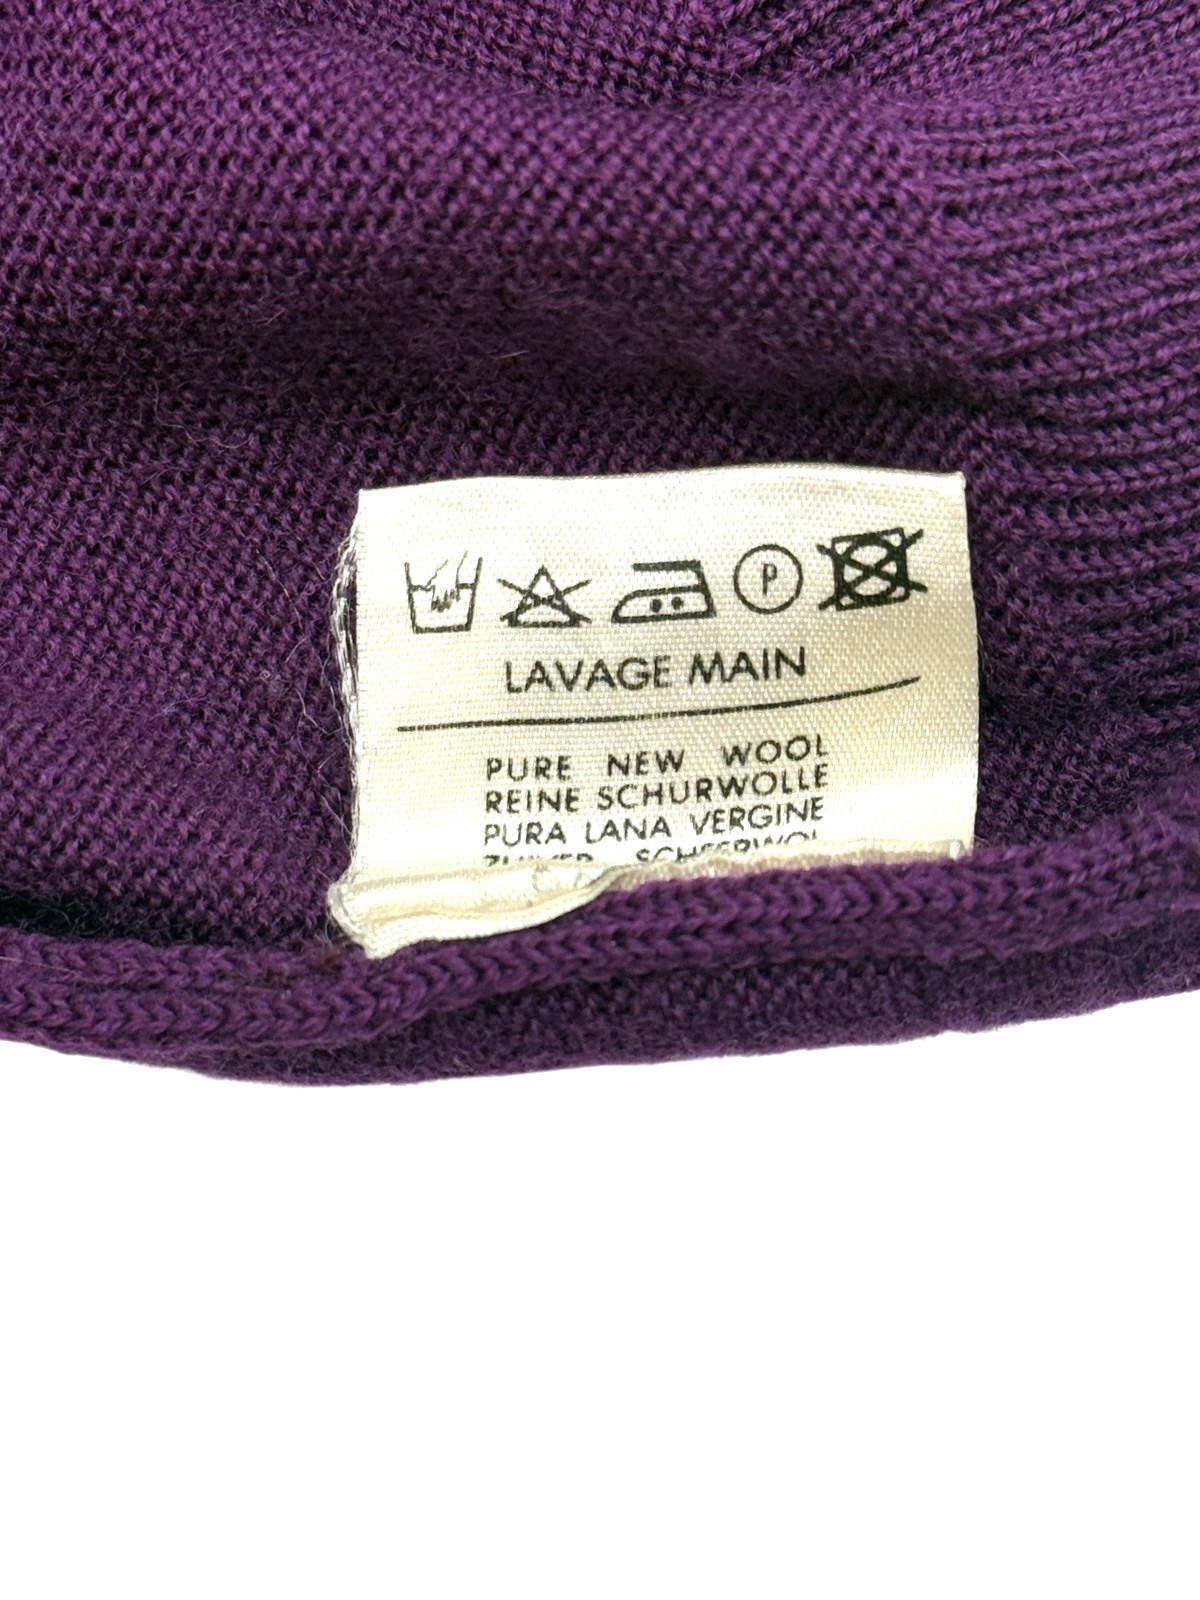 P
LAVAGE MAIN
PURE NEW WOOL
REINE SCHURWOLLE
PURA LANA VERGINE